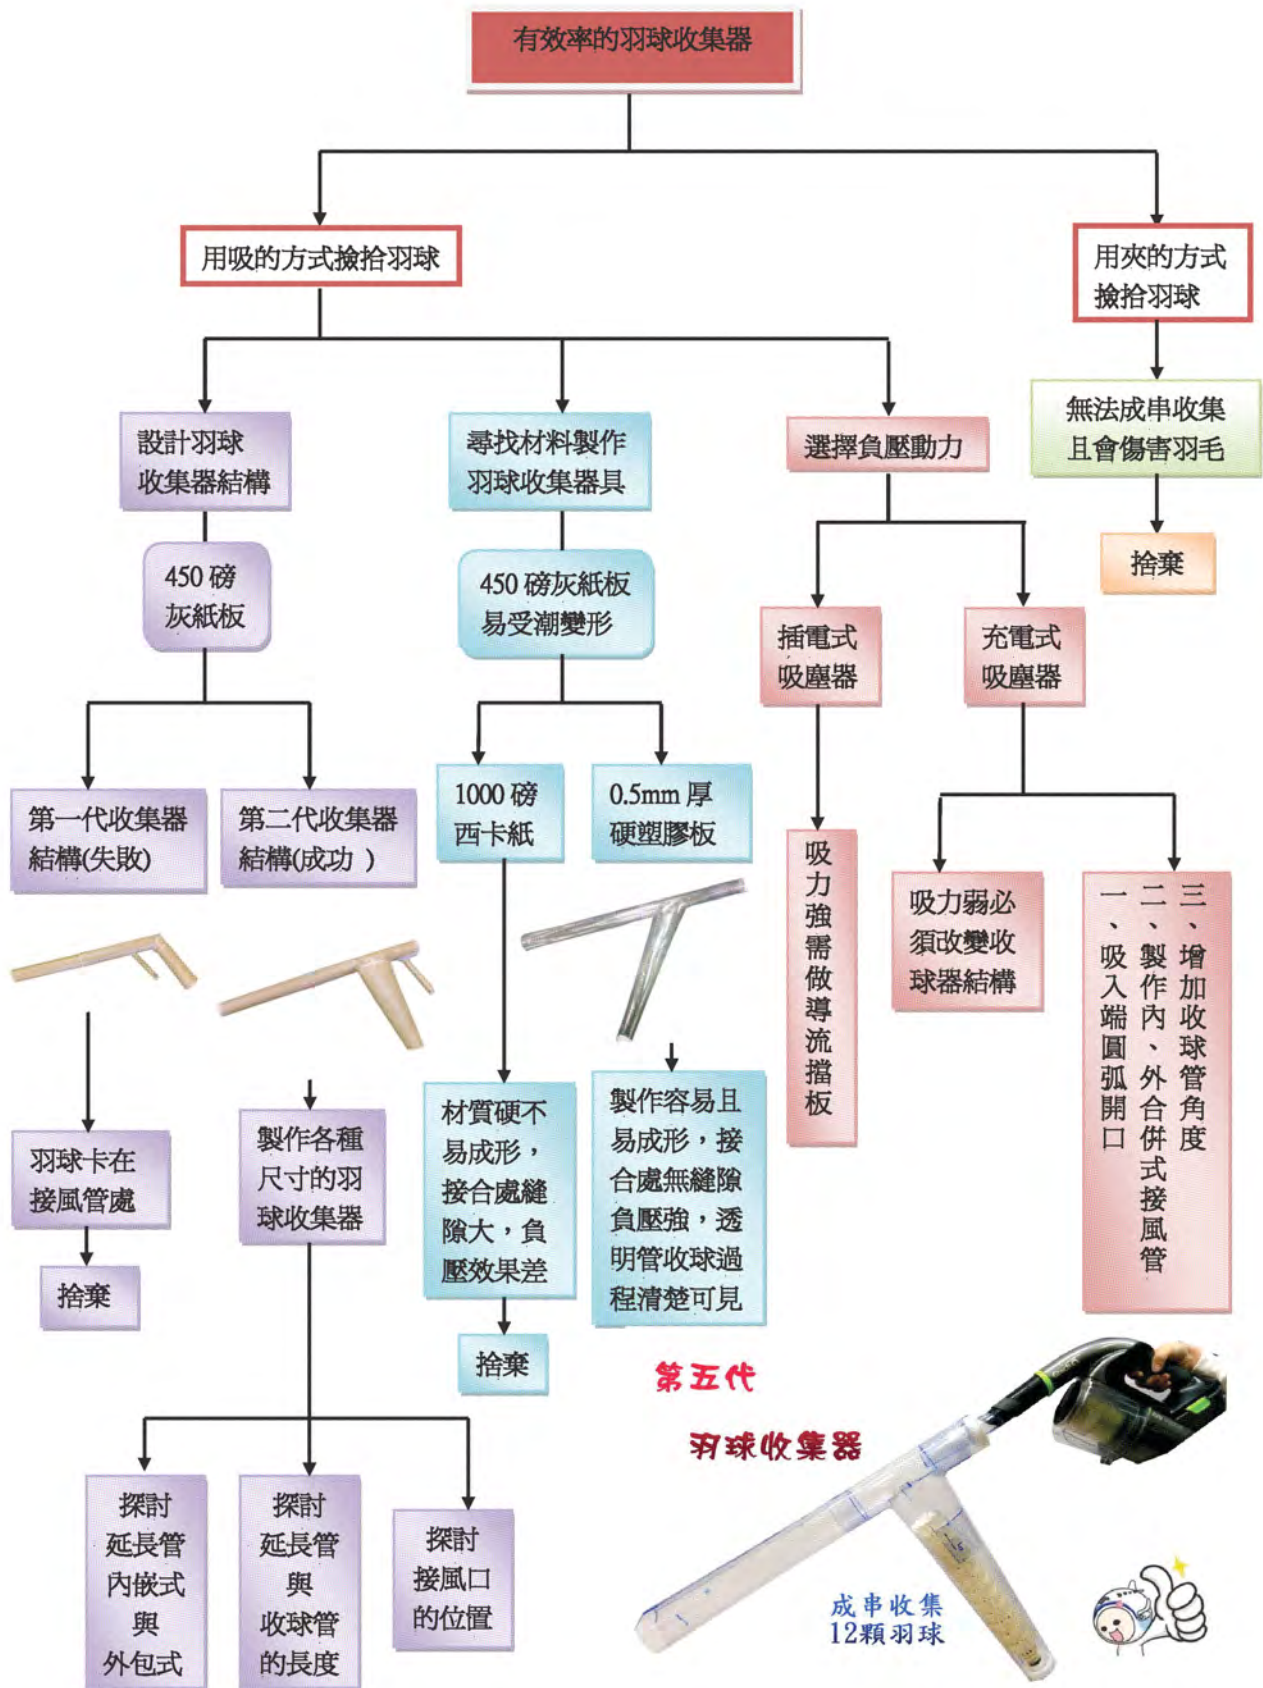 有效率的羽球收集器
用吸的方式撿拾羽球
用夾的方式
撿拾羽球
設計羽球
收集器結構
尋找材料製作
羽球收集器具
選擇負壓動力
無法成串收集
且會傷害羽毛
捨棄
450 磅
灰紙板
450 磅灰紙板
易受潮變形
插電式
吸塵器
充電式
吸塵器
第一代收集器
結構(失敗)
第二代收集器
結構(成功 )
1000 磅
西卡紙
0.5mm 厚
硬塑膠板
吸力強需做導流擋板
吸力弱必
須改變收
球器結構
一、吸入端圓弧開口
二、製作內、外合併式接風管
三、增加收球管角度
羽球卡在
接風管處
捨棄
製作各種
尺寸的羽
球收集器
材質硬不
易成形，
接合處縫
隙大，負
壓效果差
捨棄
製作容易且
易成形，接
合處無縫隙
負壓強，透
明管收球過
程清楚可見
探討
延長管
內嵌式
與
外包式
探討
延長管
與
收球管
的長度
探討
接風口
的位置
第五代
羽球收集器
成串收集
12顆羽球